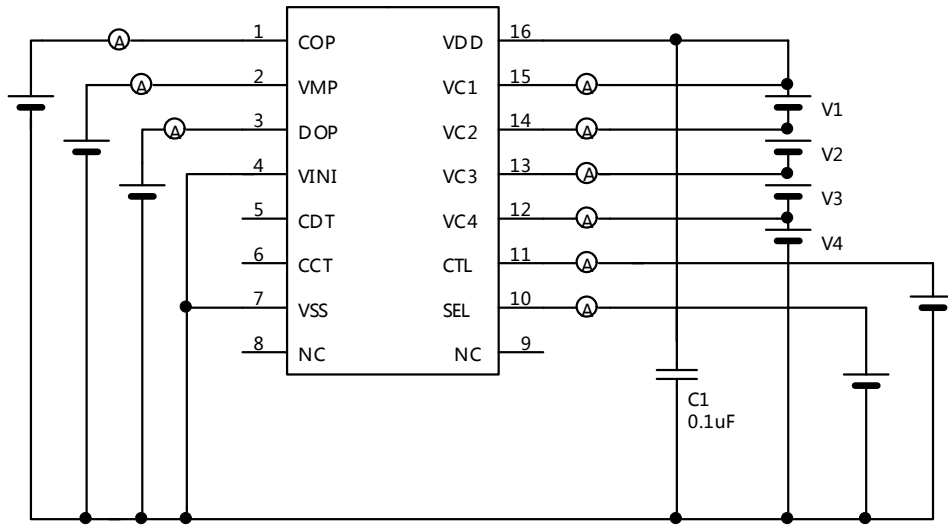 A 1 COP VDD 16
A 2 VMP VC1 15 A
V1
A 3 DOP VC2 14 A
V2
4 VINI VC3 13 A
V3
5 CDT VC4 12 A
V4
6 CCT CTL 11 A
7 VSS SEL 10 A
8 NC NC 9
C1
0.1uF